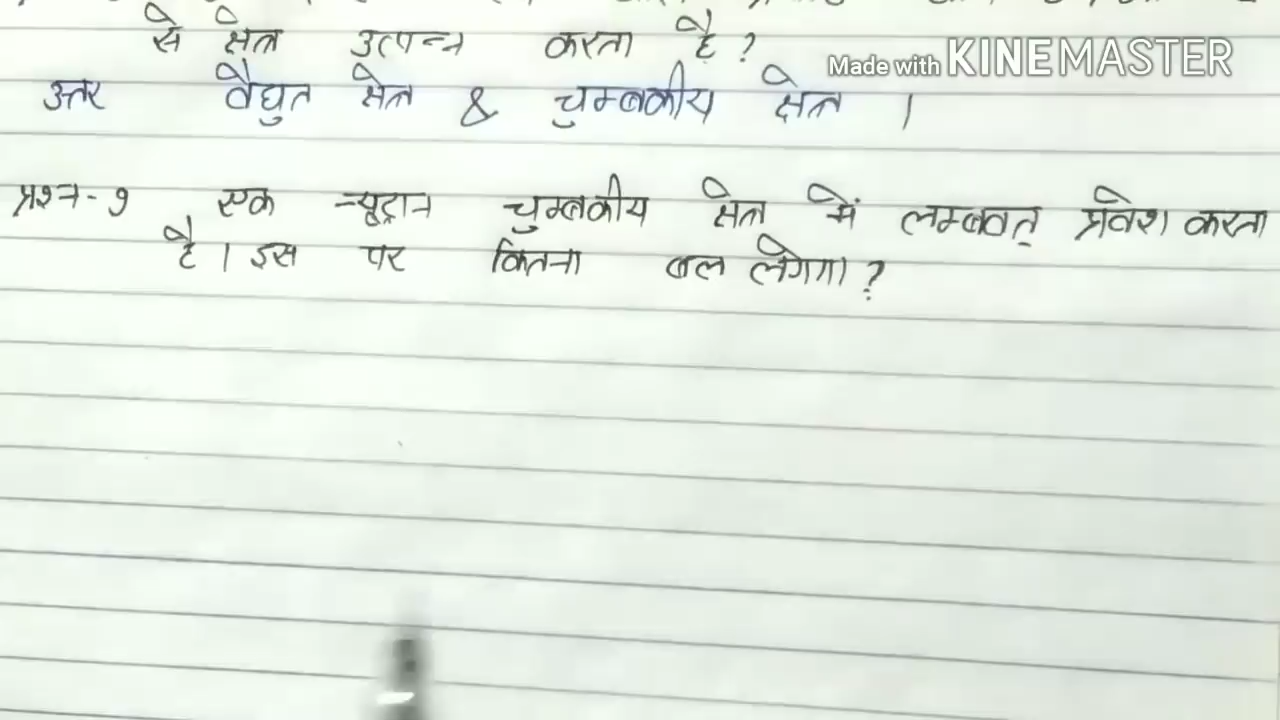 से क्षेत्र उत्पन्न करता है?
Made with KINEMASTER
उत्तर वैद्युत क्षेत्र & चुम्बकीय क्षेत्र ।
प्रश्न-9 एक न्यूट्रान चुम्बकीय क्षेत्र में लम्बवत् प्रवेश करता
है । इस पर कितना बल लगेगा?